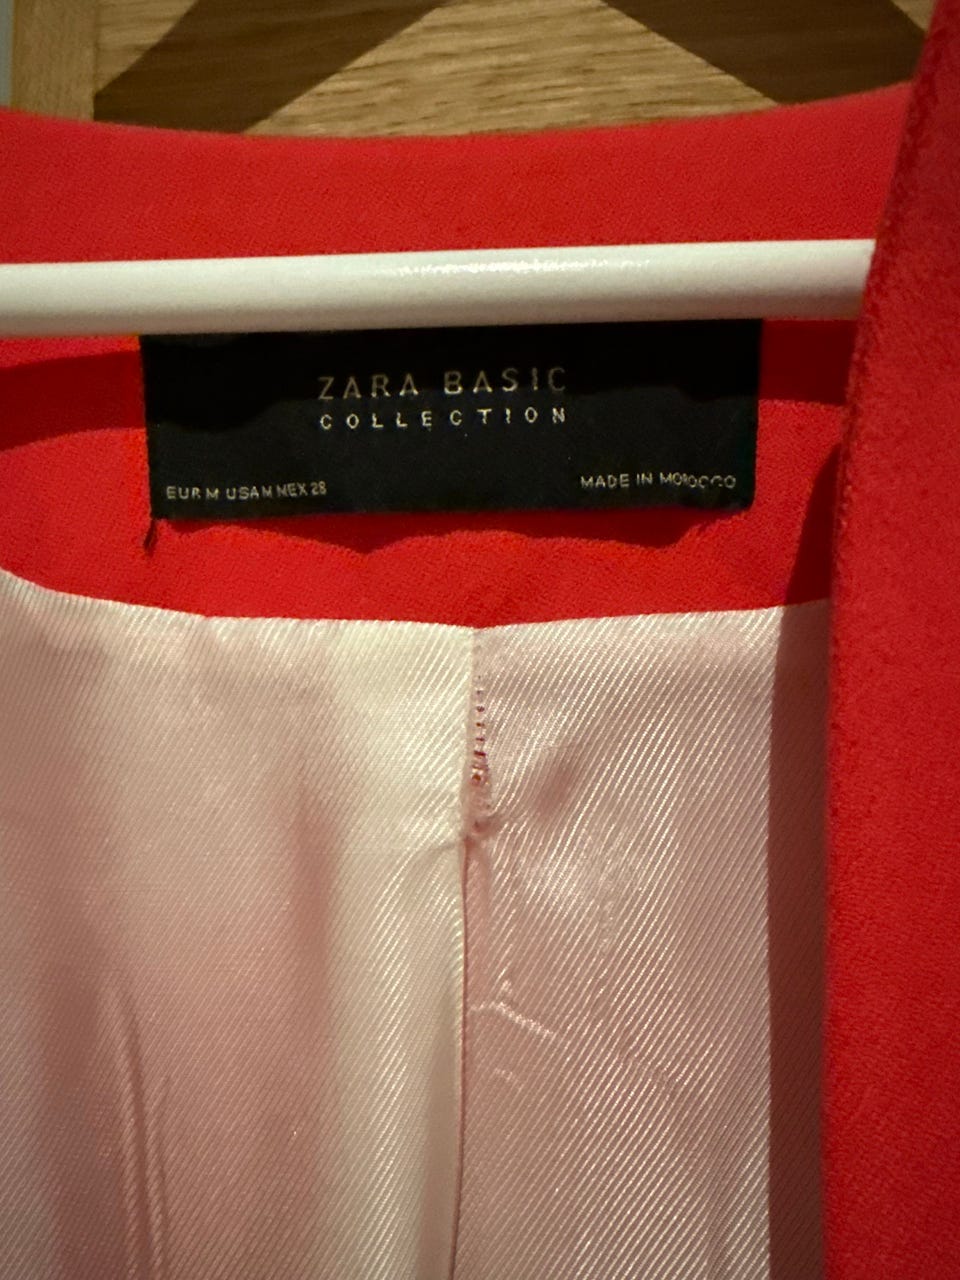 ZARA BASIC
COLLECTION
EUR M USA M MEX 28
MADE IN MOROCCO